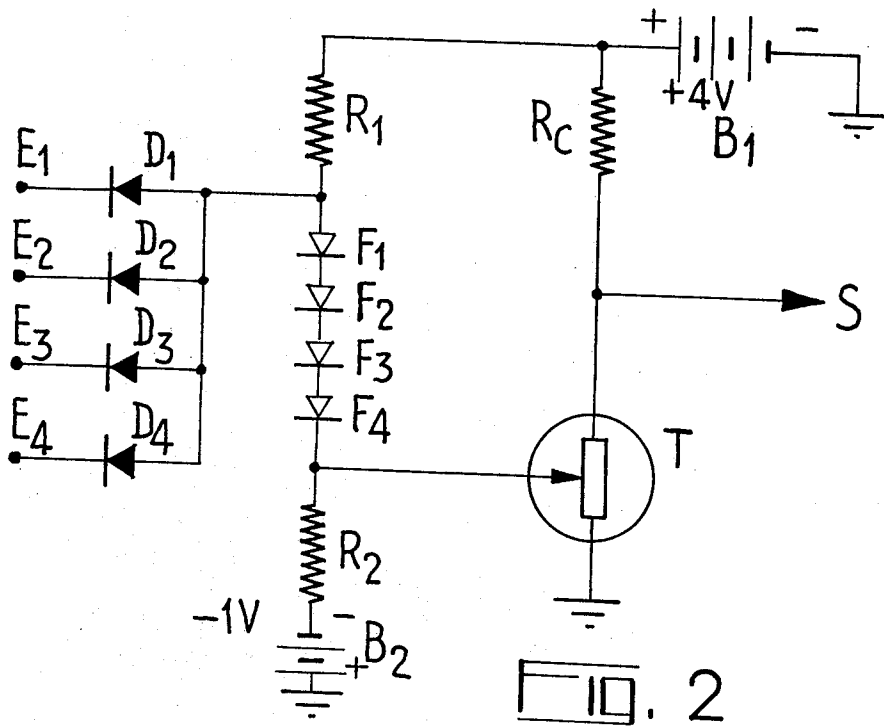 + -
+4V
B1
R1
RC
E1 D1
E2 D2
E3 D3
E4 D4
F1
F2
F3
F4
S
T
R2
-1V
-
+
B2
FIG. 2